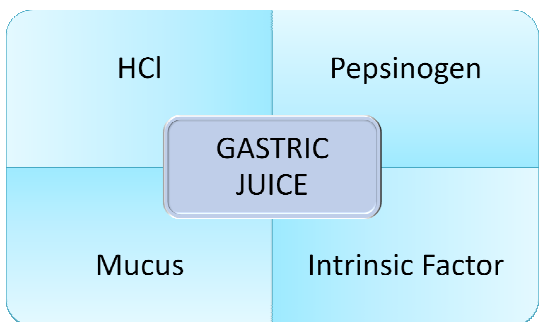 HCl
Pepsinogen
GASTRIC
JUICE
Mucus
Intrinsic Factor